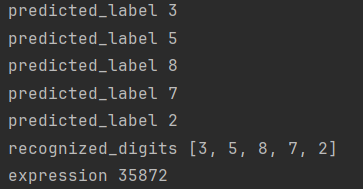 predicted_label 3
predicted_label 5
predicted_label 8
predicted_label 7
predicted_label 2
recognized_digits [3, 5, 8, 7, 2]
expression 35872